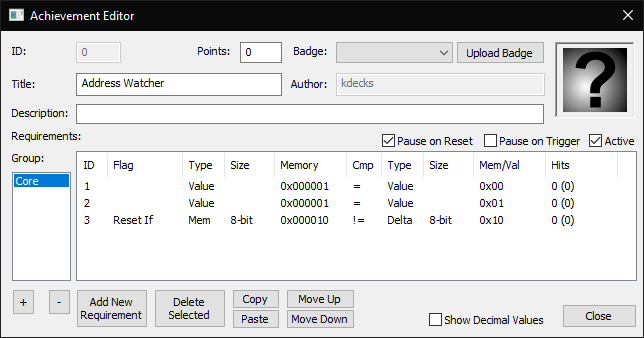 Achievement Editor
ID: 0 Points: 0 Badge: Upload Badge
Title: Address Watcher Author: kdecks
Description:
Requirements: Pause on Reset Pause on Trigger Active
Group:
Core
ID Flag Type Size Memory Cmp Type Size Mem/Val Hits
1 Value 0x000001 = Value 0x00 0 (0)
2 Value 0x000001 = Value 0x01 0 (0)
3 Reset If Mem 8-bit 0x000010 != Delta 8-bit 0x10 0 (0)
+ - Add New Requirement Delete Selected Copy Move Up
Paste Move Down Show Decimal Values Close